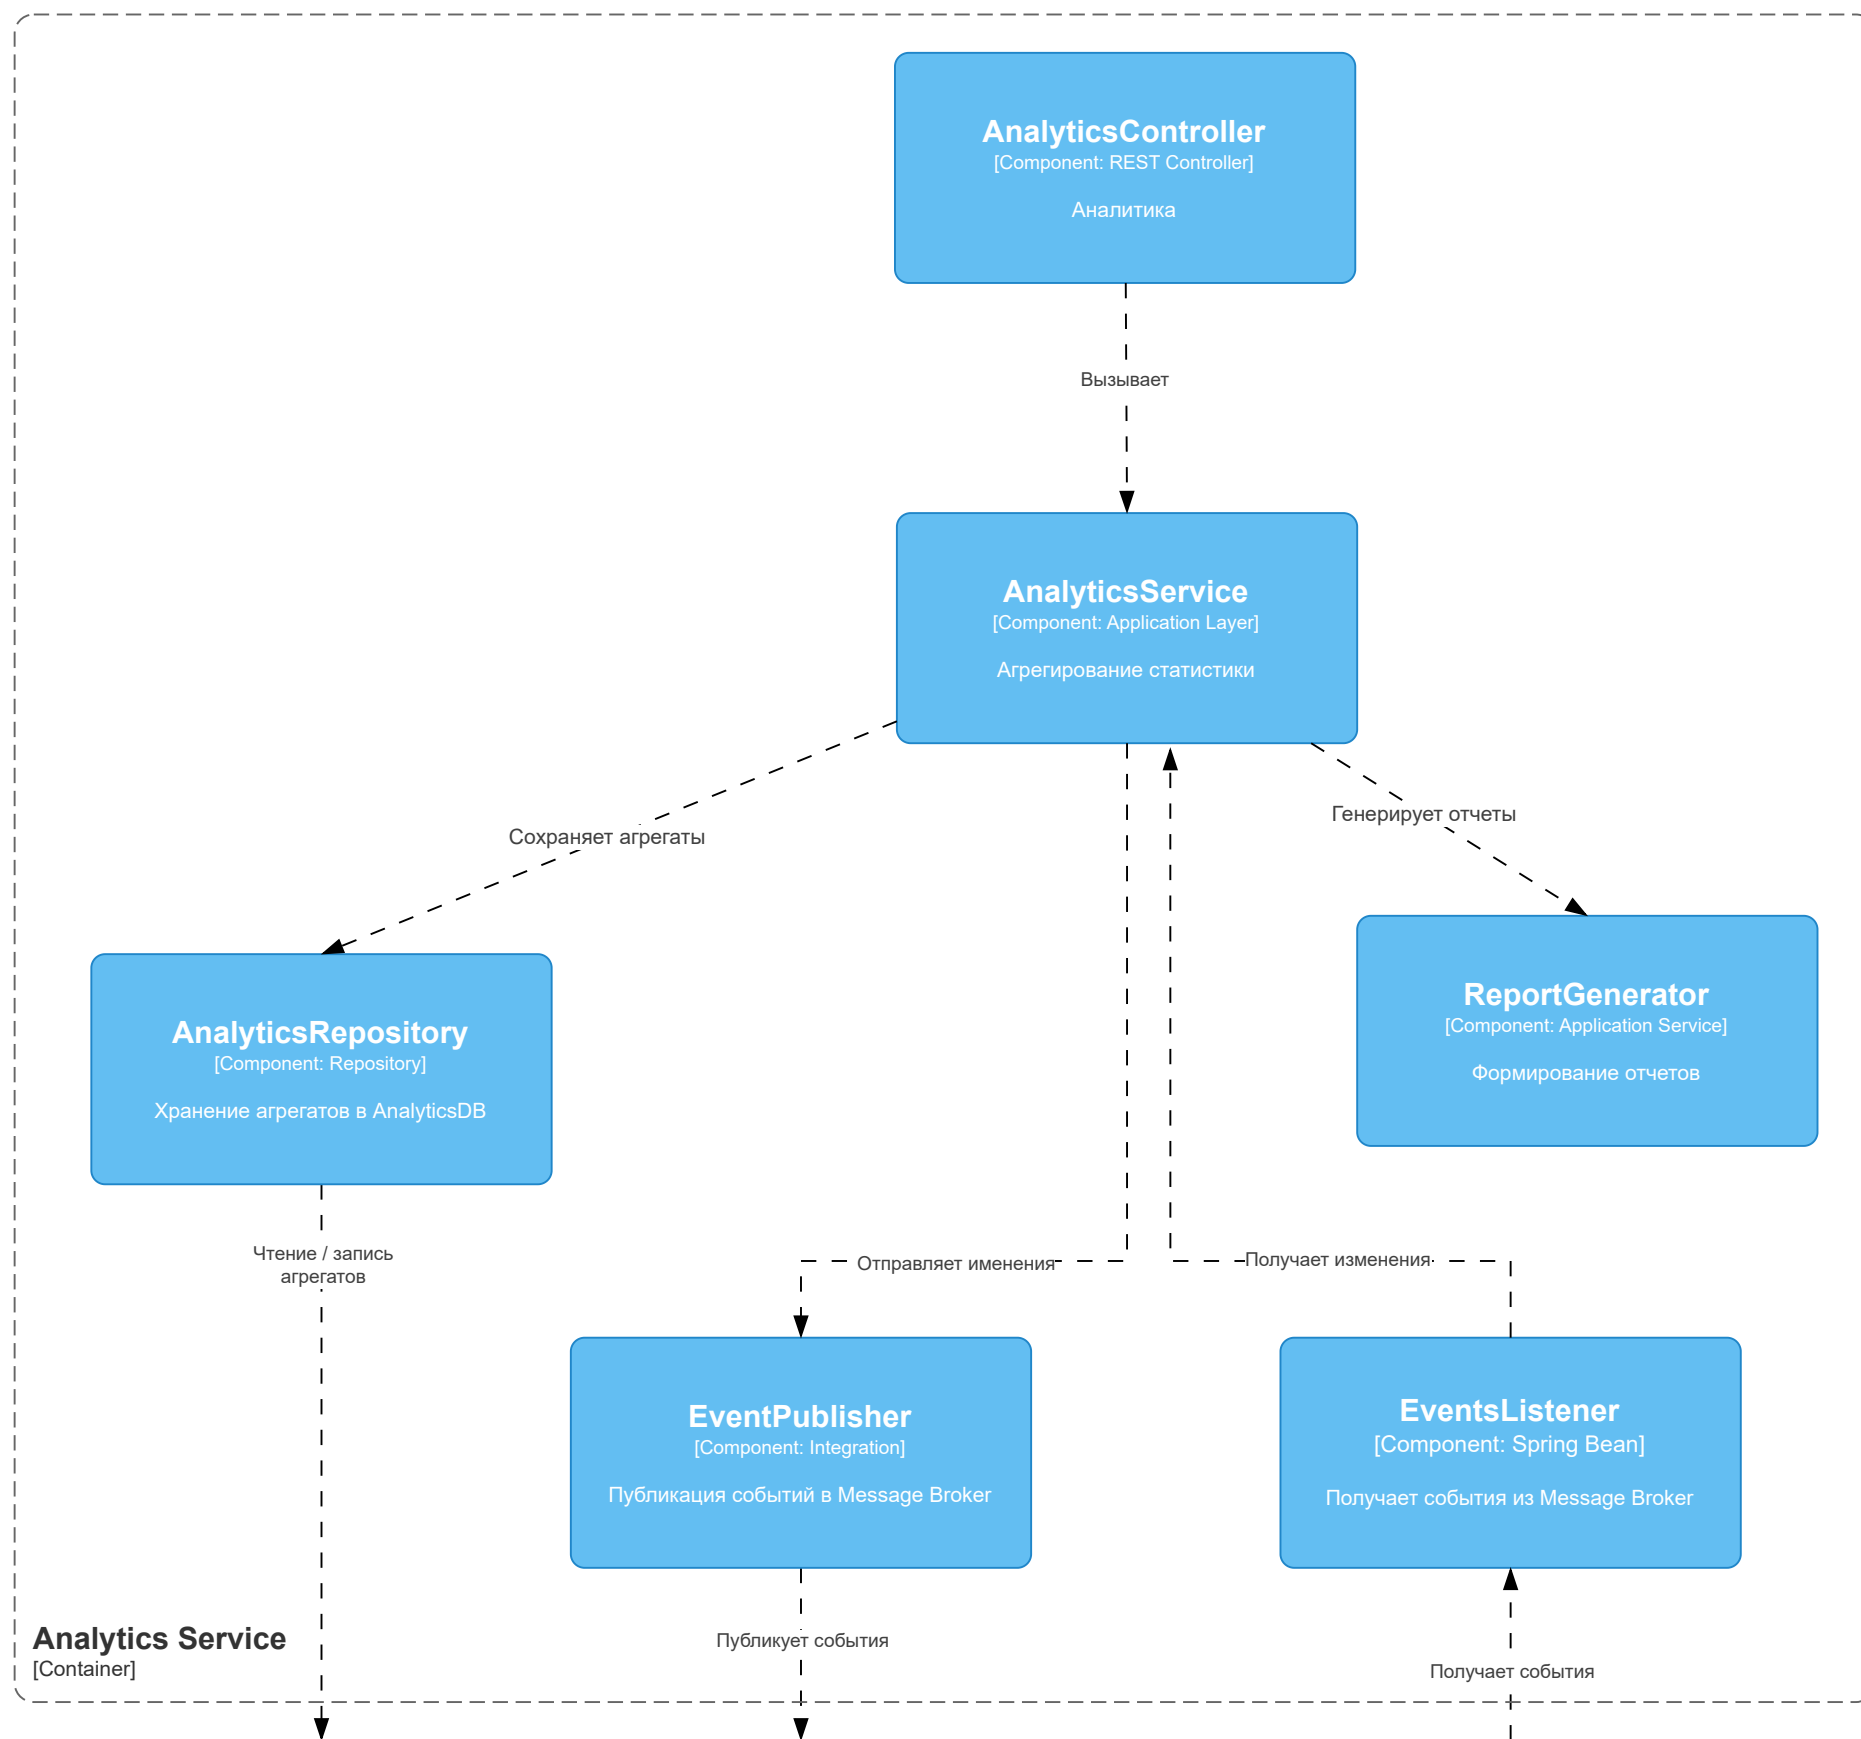 AnalyticsController
[Component: REST Controller]
Аналитика
Вызывает
AnalyticsService
[Component: Application Layer]
Агрегирование статистики
Сохраняет агрегаты
Генерирует отчеты
AnalyticsRepository
[Component: Repository]
Хранение агрегатов в AnalyticsDB
ReportGenerator
[Component: Application Service]
Формирование отчетов
Чтение / запись
агрегатов
Отправляет именения
Получает изменения
EventPublisher
[Component: Integration]
Публикация событий в Message Broker
EventsListener
[Component: Spring Bean]
Получает события из Message Broker
Analytics Service
[Container]
Публикует события
Получает события